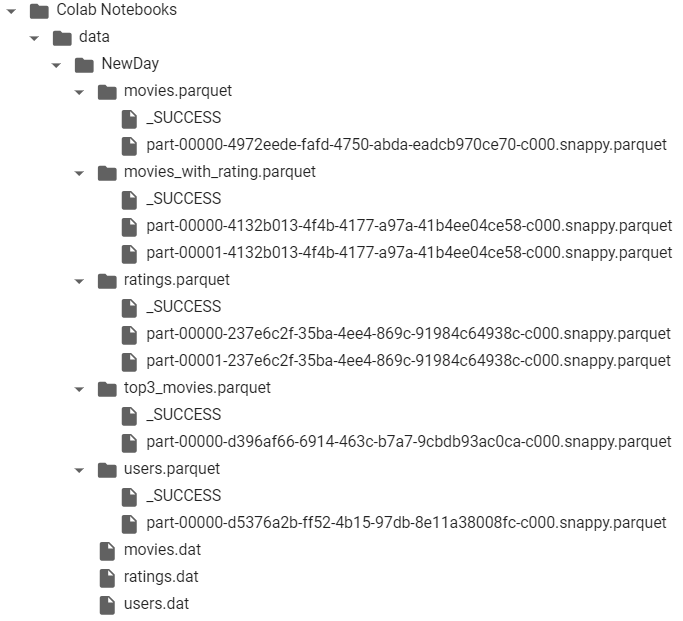 Colab Notebooks
data
NewDay
movies.parquet
_SUCCESS
part-00000-4972eede-fafd-4750-abda-eadcb970ce70-c000.snappy.parquet
movies_with_rating.parquet
_SUCCESS
part-00000-4132b013-4f4b-4177-a97a-41b4ee04ce58-c000.snappy.parquet
part-00001-4132b013-4f4b-4177-a97a-41b4ee04ce58-c000.snappy.parquet
ratings.parquet
_SUCCESS
part-00000-237e6c2f-35ba-4ee4-869c-91984c64938c-c000.snappy.parquet
part-00001-237e6c2f-35ba-4ee4-869c-91984c64938c-c000.snappy.parquet
top3_movies.parquet
_SUCCESS
part-00000-d396af66-6914-463c-b7a7-9cbdb93ac0ca-c000.snappy.parquet
users.parquet
_SUCCESS
part-00000-d5376a2b-ff52-4b15-97db-8e11a38008fc-c000.snappy.parquet
movies.dat
ratings.dat
users.dat